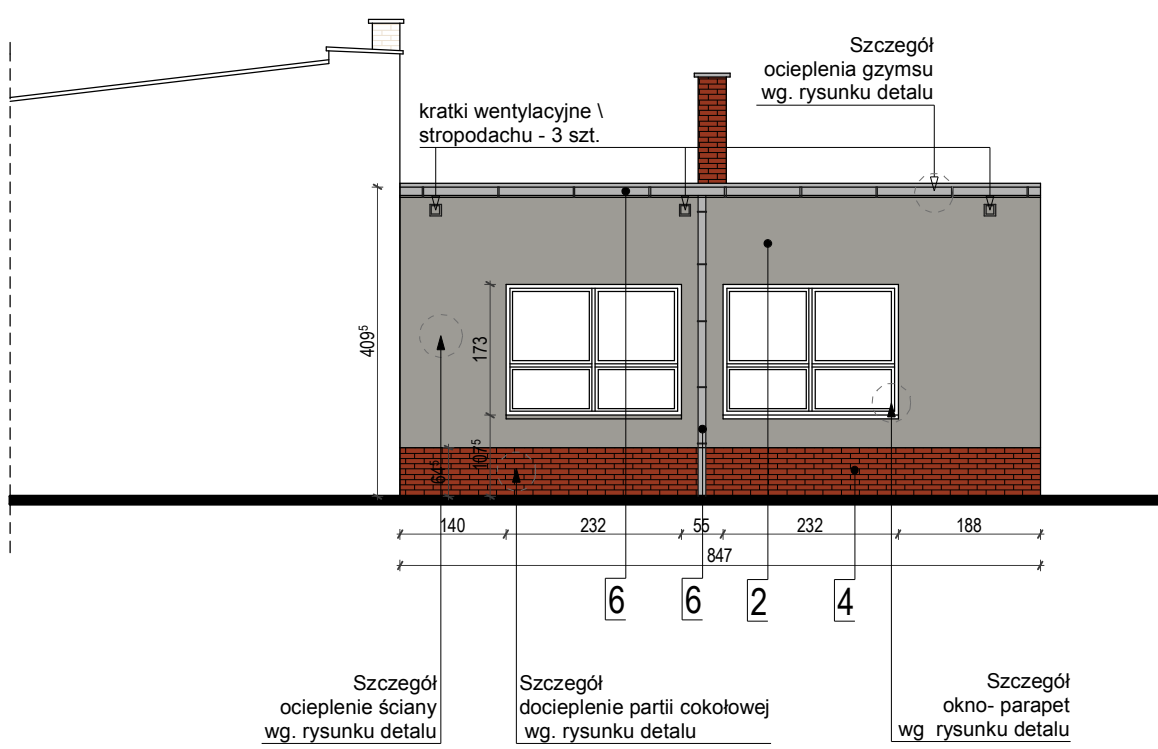 Szczegół
ocieplenia gzymsu
wg. rysunku detalu
kratki wentylacyjne \
stropodachu - 3 szt.
409⁵
173
107⁵
64⁵
140 232 55 232 188
847
6 6 2 4
Szczegół
ocieplenie ściany
wg. rysunku detalu
Szczegół
docieplenie partii cokołowej
wg. rysunku detalu
Szczegół
okno- parapet
wg rysunku detalu